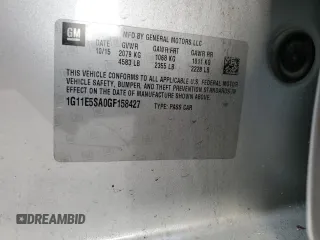 GM
MFD BY GENERAL MOTORS LLC
DATE GVWR GAWR FRT GAWR RR
10/15 2079 KG 1068 KG 1011 KG
4583 LB 2355 LB 2228 LB
THIS VEHICLE CONFORMS TO ALL APPLICABLE U.S. FEDERAL
VEHICLE SAFETY, BUMPER, AND THEFT PREVENTION STANDARDS IN
EFFECT ON THE DATE OF MANUFACTURE SHOWN ABOVE.
1G11E5SA0GF158427 TYPE: PASS CAR
DREAMBID